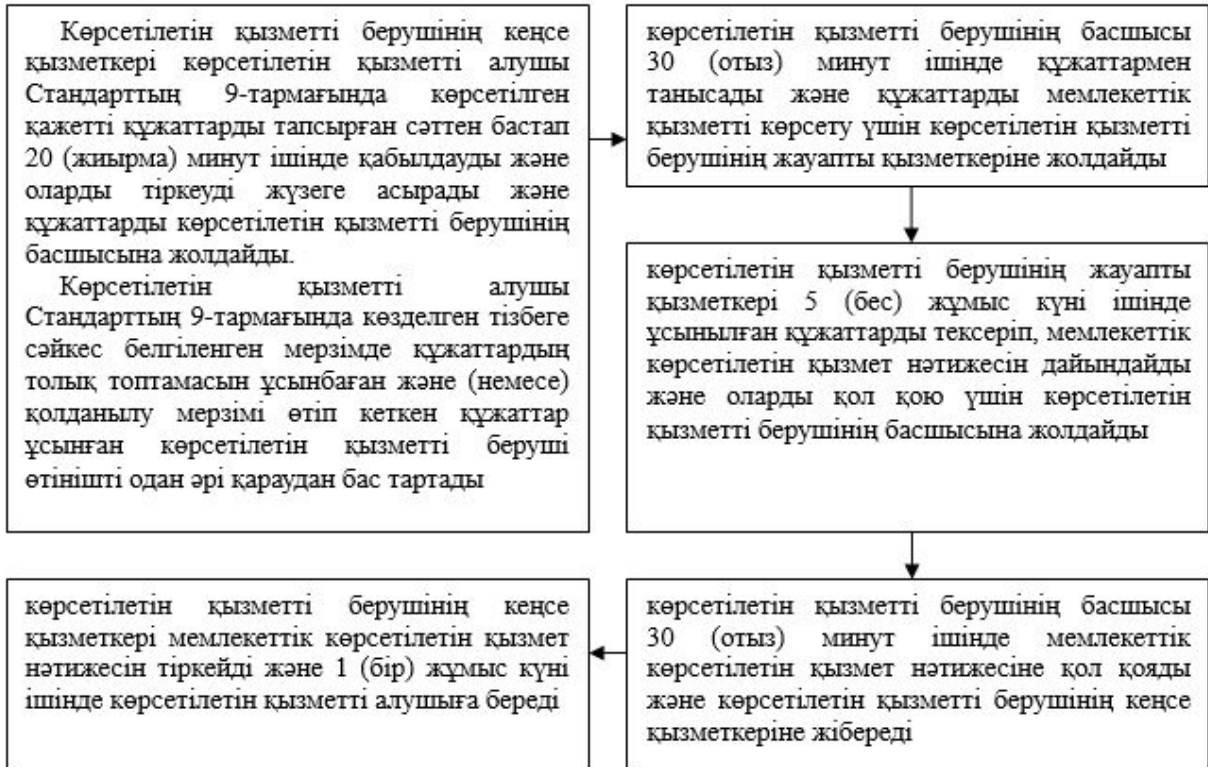 Көрсетілетін қызметті берушінің кеңсе
қызметкері көрсетілетін қызметті алушы
Стандарттың 9-тармағында көрсетілген
қажетті құжаттарды тапсырған сәттен бастап
20 (жиырма) минут ішінде қабылдауды және
оларды тіркеуді жүзеге асырады және
құжаттарды көрсетілетін қызметті берушінің
басшысына жолдайды.
Көрсетілетін қызметті алушы
Стандарттың 9-тармағында көзделген тізбеге
сәйкес белгіленген мерзімде құжаттардың
толық топтамасын ұсынбаған және (немесе)
қолданылу мерзімі өтіп кеткен құжаттар
ұсынған көрсетілетін қызметті беруші
өтінішті одан әрі қараудан бас тартады
көрсетілетін қызметті берушінің басшысы
30 (отыз) минут ішінде құжаттармен
танысады және құжаттарды мемлекеттік
қызметті көрсету үшін көрсетілетін қызметті
берушінің жауапты қызметкеріне жолдайды
көрсетілетін қызметті берушінің жауапты
қызметкері 5 (бес) жұмыс күні ішінде
ұсынылған құжаттарды тексеріп, мемлекеттік
көрсетілетін қызмет нәтижесін дайындайды
және оларды қол қою үшін көрсетілетін
қызметті берушінің басшысына жолдайды
көрсетілетін қызметті берушінің басшысы
30 (отыз) минут ішінде мемлекеттік
көрсетілетін қызмет нәтижесіне қол қояды
және көрсетілетін қызметті берушінің кеңсе
қызметкеріне жібереді
көрсетілетін қызметті берушінің кеңсе
қызметкері мемлекеттік көрсетілетін қызмет
нәтижесін тіркейді және 1 (бір) жұмыс күні
ішінде көрсетілетін қызметті алушыға береді